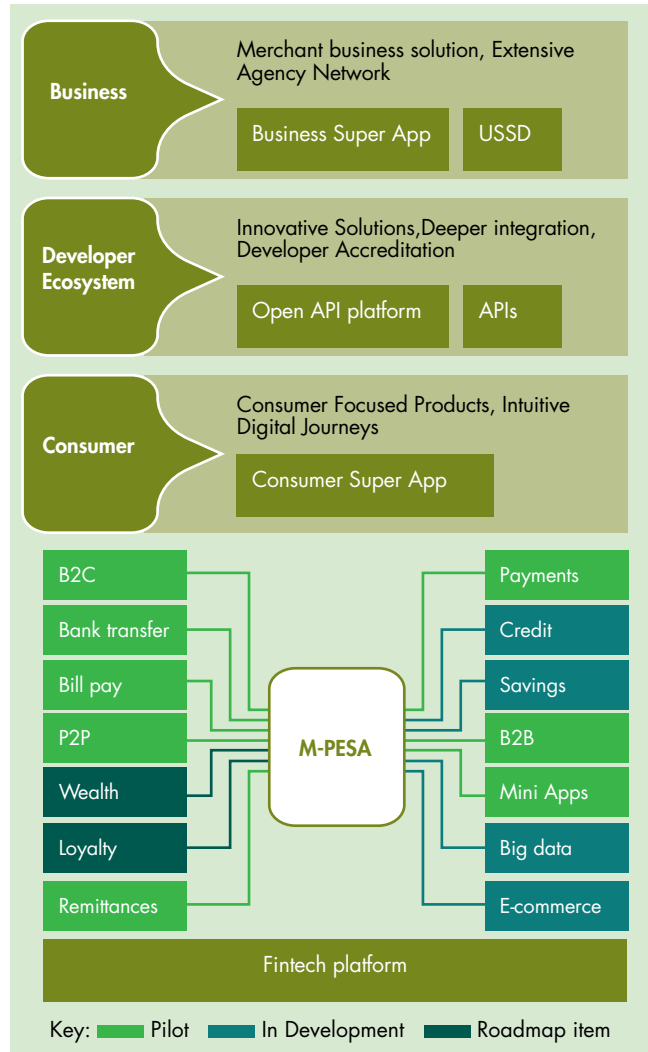 Business
Merchant business solution, Extensive
Agency Network
Business Super App
USSD
Developer
Ecosystem
Innovative Solutions,Deeper integration,
Developer Accreditation
Open API platform
APIs
Consumer
Consumer Focused Products, Intuitive
Digital Journeys
Consumer Super App
B2C
Bank transfer
Bill pay
P2P
Wealth
Loyalty
Remittances
M-PESA
Payments
Credit
Savings
B2B
Mini Apps
Big data
E-commerce
Fintech platform
Key: Pilot In Development Roadmap item